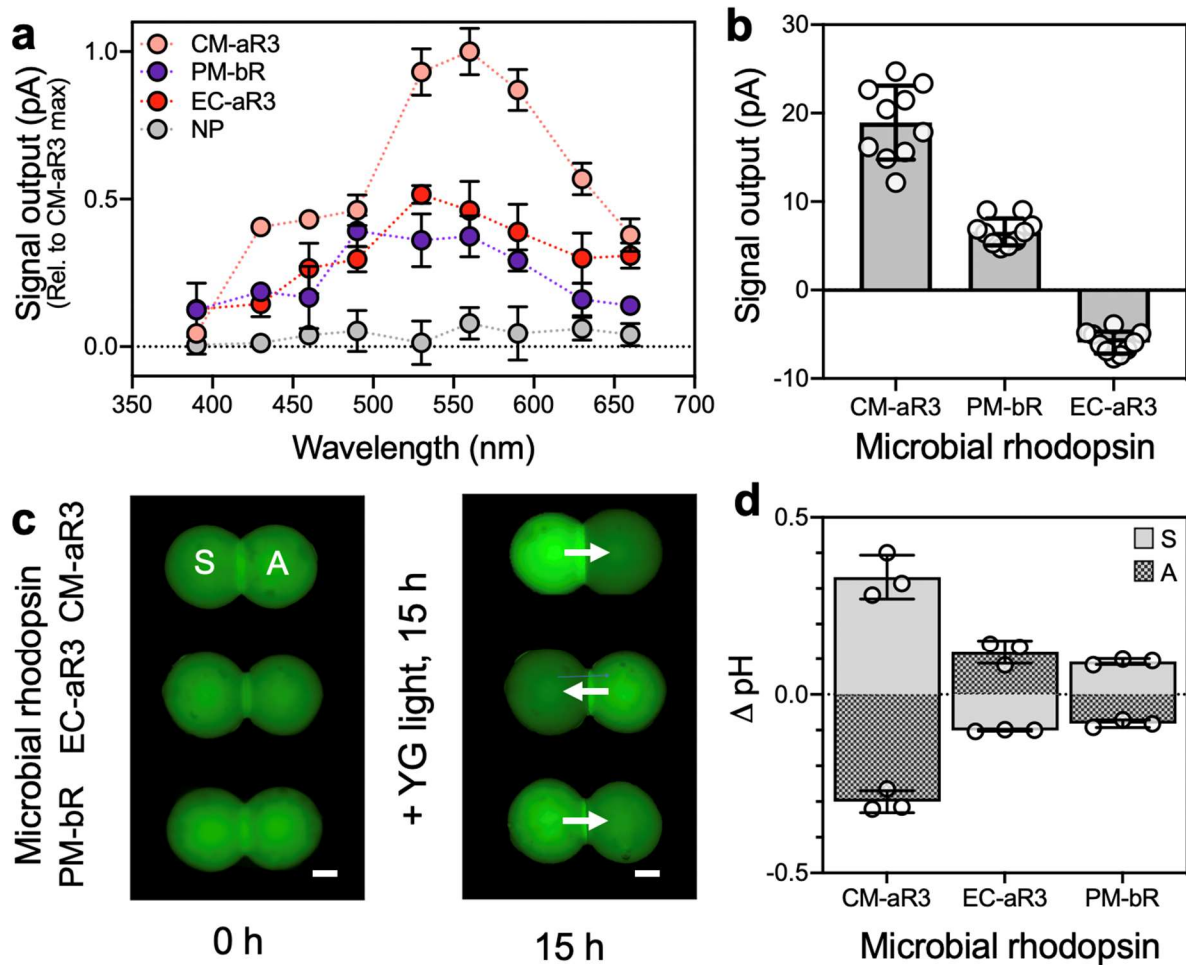 a
Signal output (pA)
(Rel. to CM-aR3 max)
1.0
0.5
0.0
CM-aR3
PM-bR
EC-aR3
NP
350 400 450 500 550 600 650 700
Wavelength (nm)
b
Signal output (pA)
30
20
10
0
-10
CM-aR3 PM-bR EC-aR3
Microbial rhodopsin
c
Microbial rhodopsin
PM-bR EC-aR3 CM-aR3
S A
+ YG light, 15 h
0 h
15 h
d
Δ pH
0.5
0.0
-0.5
S
A
CM-aR3 EC-aR3 PM-bR
Microbial rhodopsin